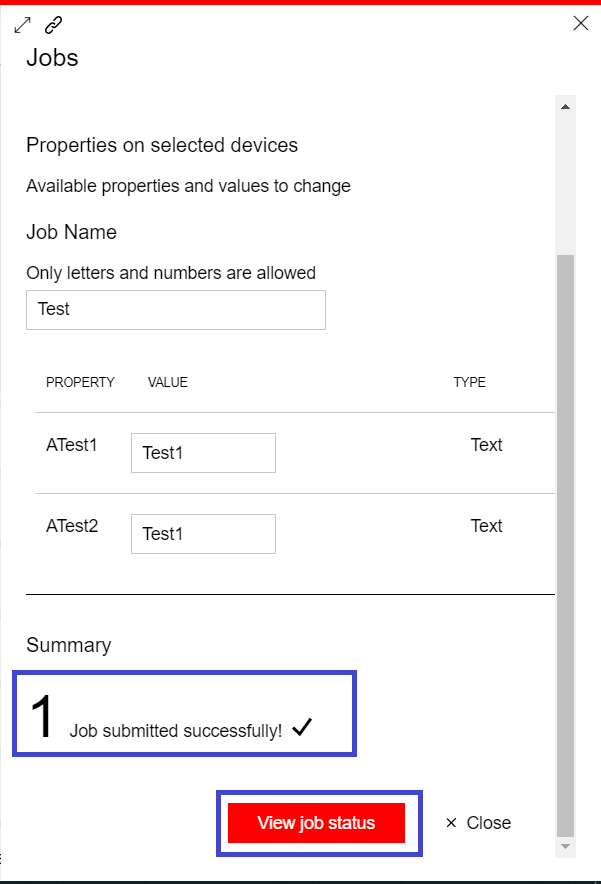 Jobs
Properties on selected devices
Available properties and values to change
Job Name
Only letters and numbers are allowed
Test
PROPERTY VALUE TYPE
ATest1 Test1 Text
ATest2 Test1 Text
Summary
1 Job submitted successfully!
View job status × Close